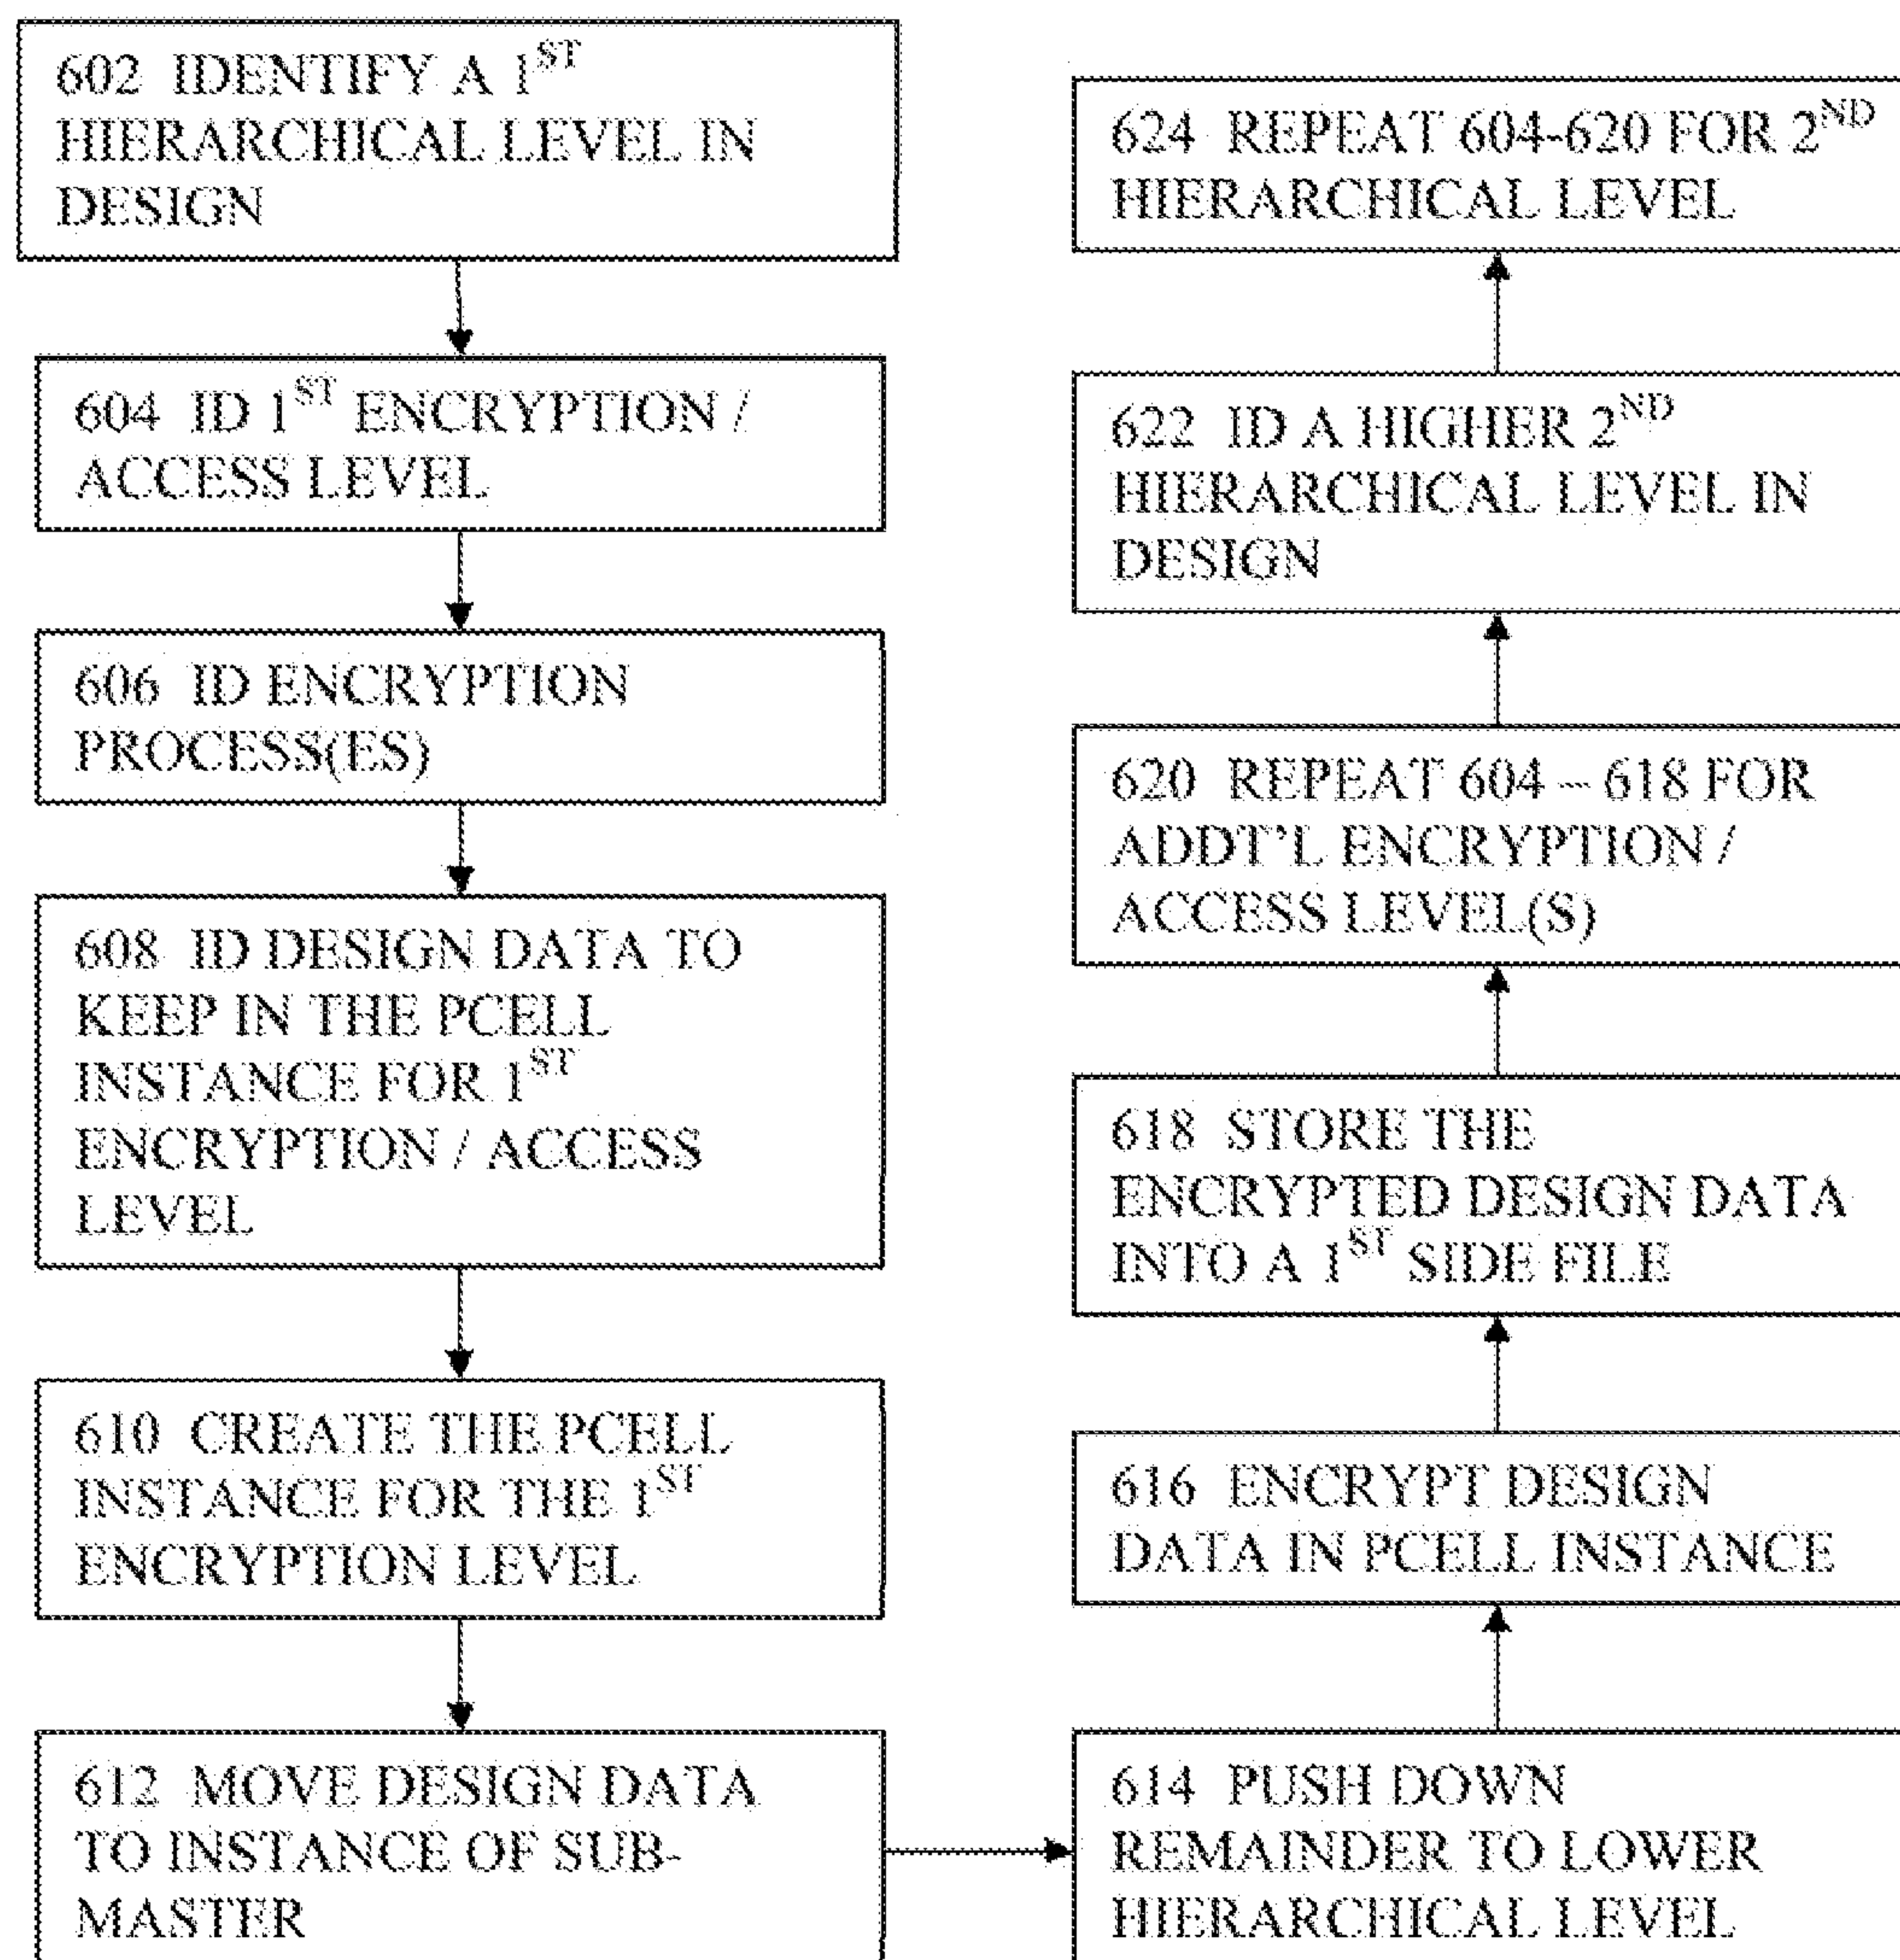 602 IDENTIFY A 1ST
HIERARCHICAL LEVEL IN
DESIGN
604 ID 1ST ENCRYPTION /
ACCESS LEVEL
606 ID ENCRYPTION
PROCESS(ES)
608 ID DESIGN DATA TO
KEEP IN THE PCELL
INSTANCE FOR 1ST
ENCRYPTION / ACCESS
LEVEL
610 CREATE THE PCELL
INSTANCE FOR THE 1ST
ENCRYPTION LEVEL
612 MOVE DESIGN DATA
TO INSTANCE OF SUB-
MASTER
614 PUSH DOWN
REMAINDER TO LOWER
HIERARCHICAL LEVEL
616 ENCRYPT DESIGN
DATA IN PCELL INSTANCE
618 STORE THE
ENCRYPTED DESIGN DATA
INTO A 1ST SIDE FILE
620 REPEAT 604 – 618 FOR
ADDT'L ENCRYPTION /
ACCESS LEVEL(S)
622 ID A HIGHER 2ND
HIERARCHICAL LEVEL IN
DESIGN
624 REPEAT 604-620 FOR 2ND
HIERARCHICAL LEVEL